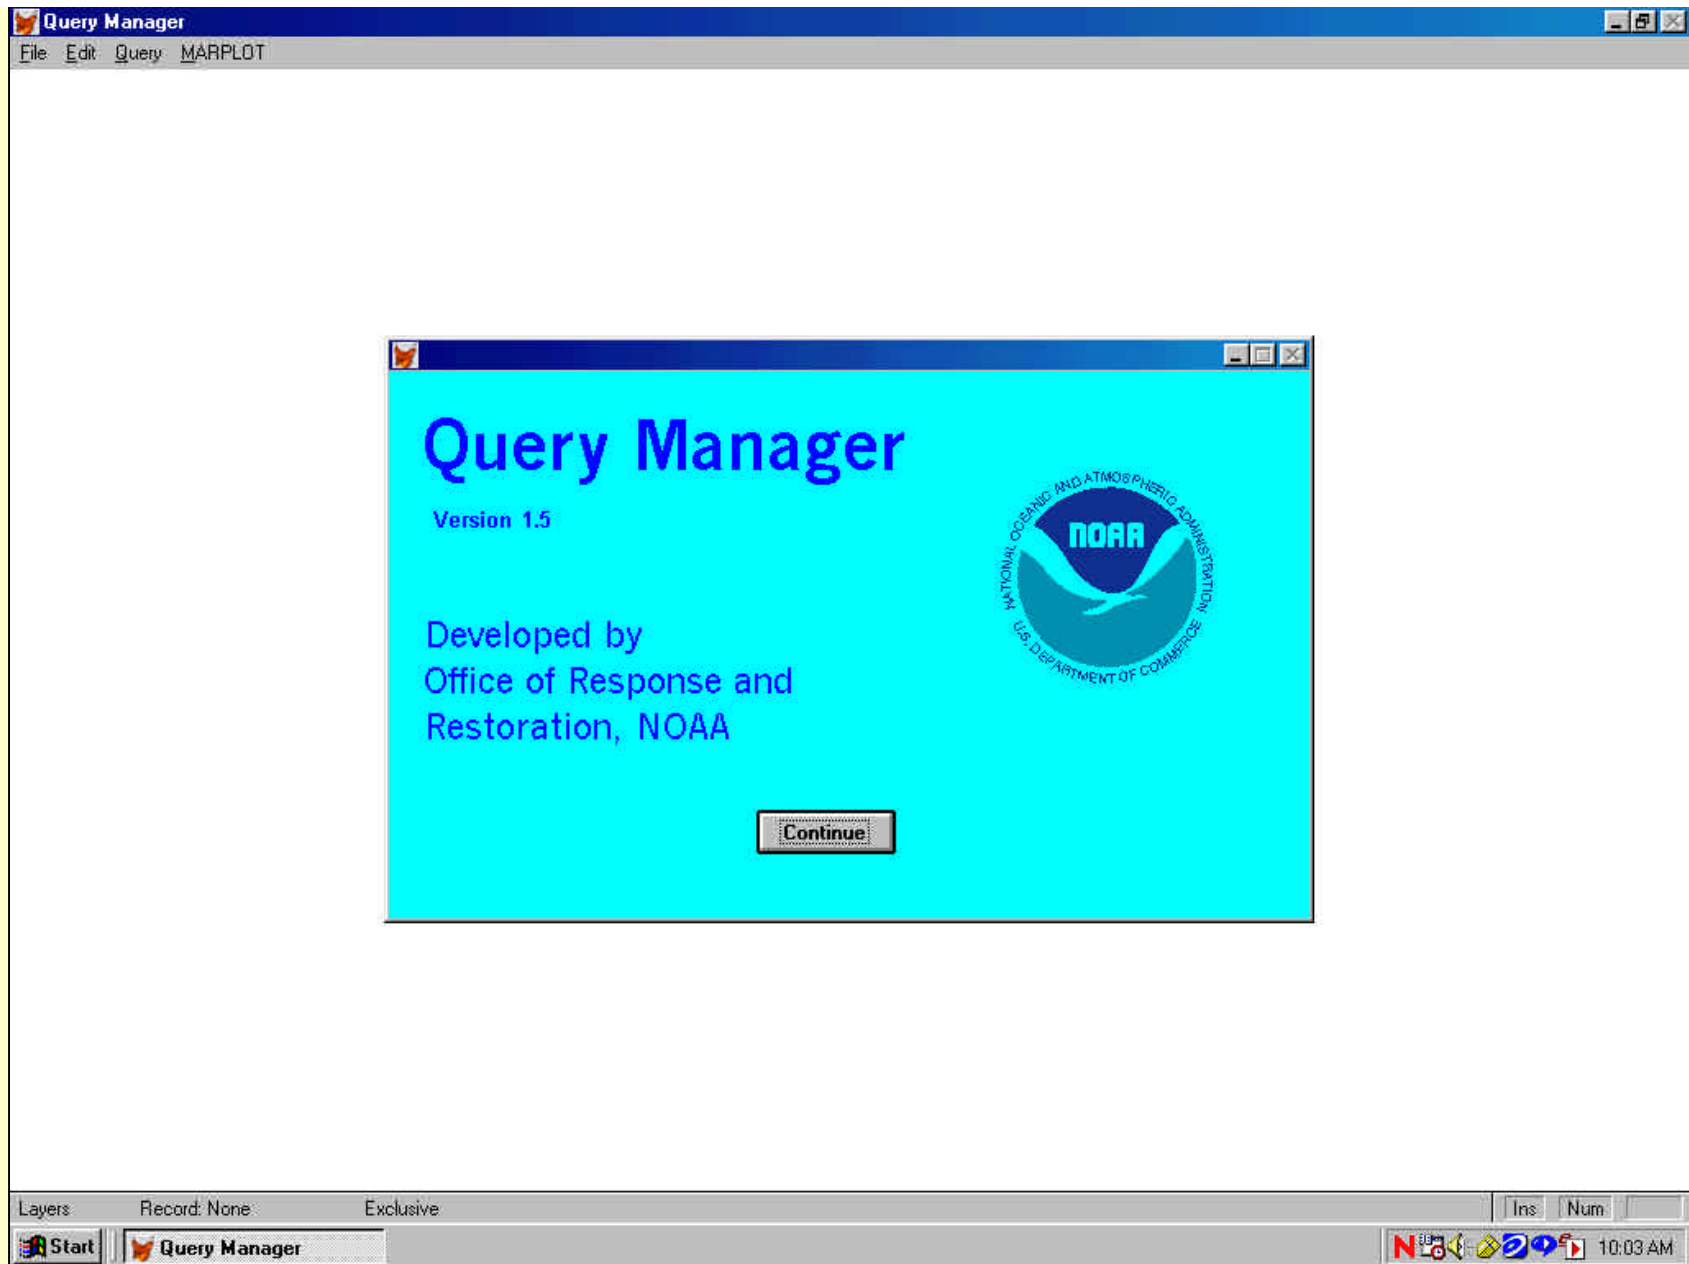 Query Manager
File Edit Query MARPLOT
Query Manager
Version 1.5
NATIONAL OCEANIC AND ATMOSPHERIC ADMINISTRATION
NOAA
U.S. DEPARTMENT OF COMMERCE
Developed by
Office of Response and
Restoration, NOAA
Continue
Layers Record: None Exclusive Ins Num
Start Query Manager N 10:03 AM